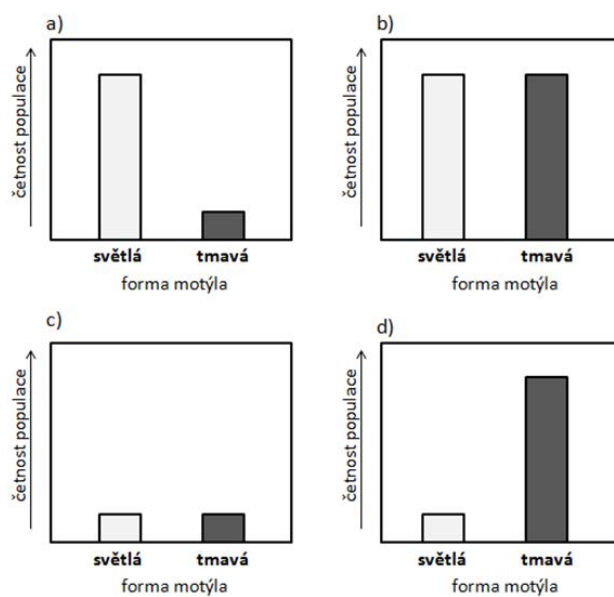 a)
četnost populace
světlá tmavá
forma motýla
b)
četnost populace
světlá tmavá
forma motýla
c)
četnost populace
světlá tmavá
forma motýla
d)
četnost populace
světlá tmavá
forma motýla